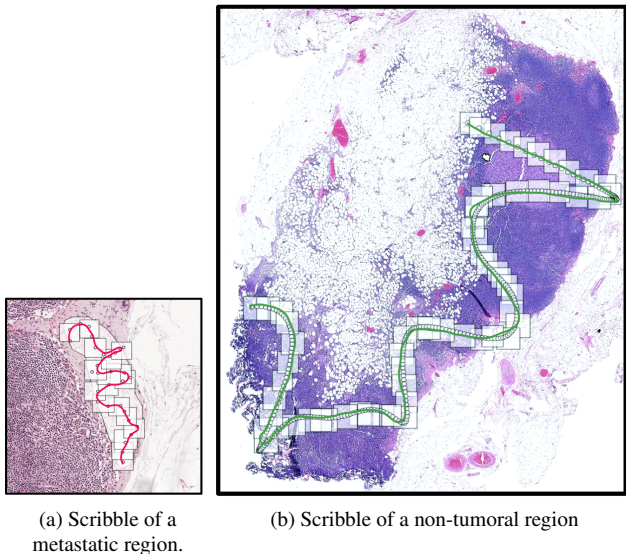 (a) Scribble of a
metastatic region.
(b) Scribble of a non-tumoral region